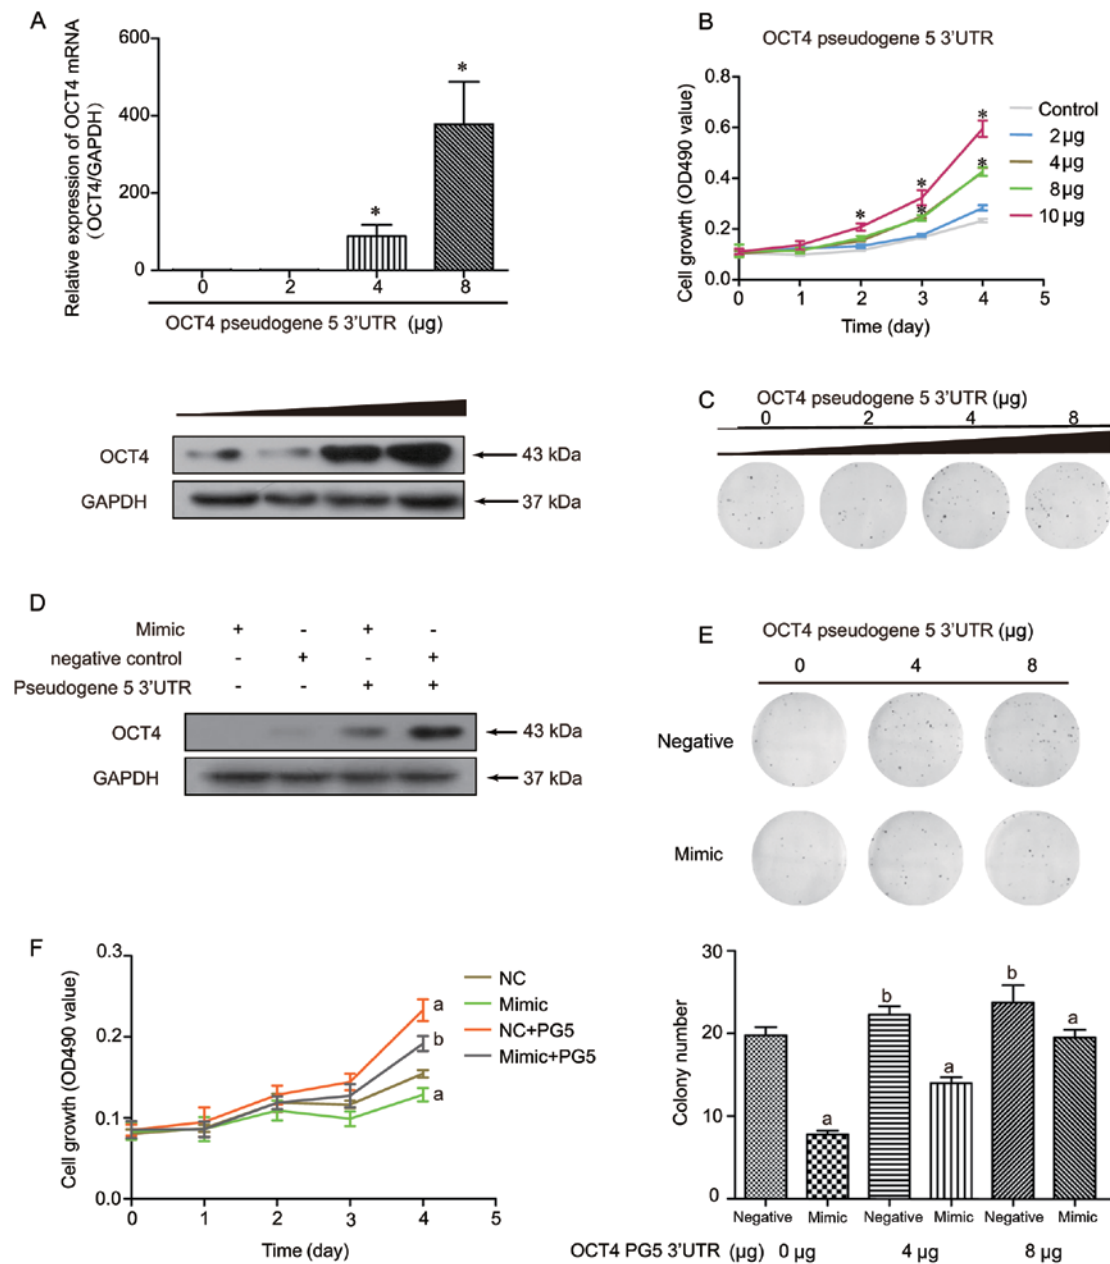 A
Relative expression of OCT4 mRNA
(OCT4/GAPDH)
600
400
200
0
*
*
0 2 4 8
OCT4 pseudogene 5 3'UTR (μg)
OCT4
43 kDa
GAPDH
37 kDa
B
OCT4 pseudogene 5 3'UTR
Cell growth (OD490 value)
0.8
0.6
0.4
0.2
0.0
*
*
*
*
*
0 1 2 3 4 5
Time (day)
Control
2 μg
4 μg
8 μg
10 μg
C
OCT4 pseudogene 5 3'UTR (μg)
0 2 4 8
D
Mimic + - + -
negative control - + - +
Pseudogene 5 3'UTR - - + +
OCT4
43 kDa
GAPDH
37 kDa
E
OCT4 pseudogene 5 3'UTR (μg)
0 4 8
Negative
Mimic
Colony number
30
20
10
0
a
b
a
b
a
Negative Mimic Negative Mimic Negative Mimic
OCT4 PG5 3'UTR (μg) 0 μg 4 μg 8 μg
F
Cell growth (OD490 value)
0.3
0.2
0.1
0.0
a
b
a
0 1 2 3 4 5
Time (day)
NC
Mimic
NC+PG5
Mimic+PG5